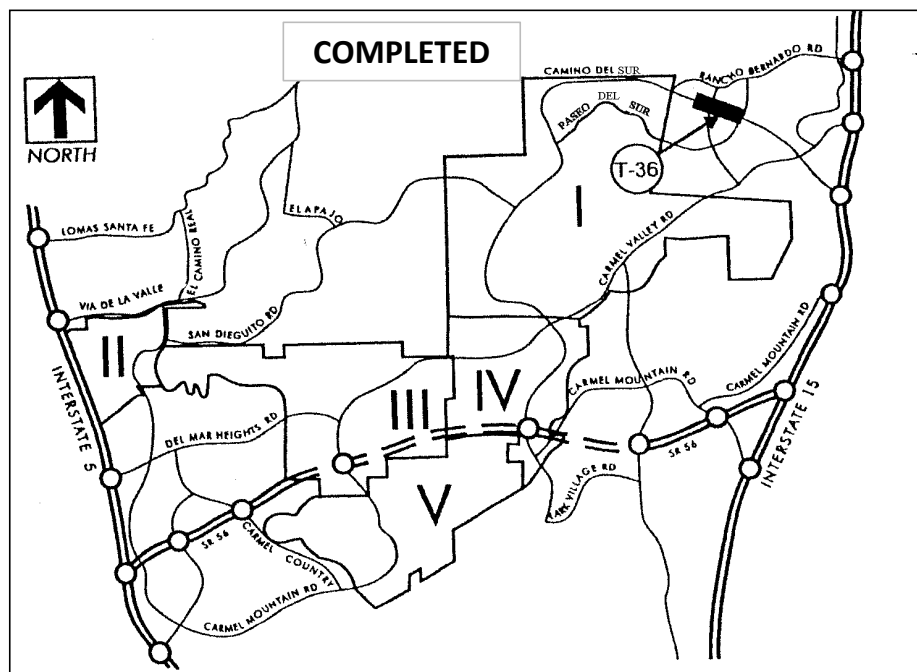 COMPLETED
NORTH
CAMINO DEL SUR
RANCHO BERNARDO RD
PASEO DEL SUR
T-36
I
EL APAJO
EL CAMINO REAL
LOMAS SANTA FE
CARMEL VALLEY RD
VIA DE LA VALLE
SAN DIEGUITO RD
II
INTERSTATE 5
III
IV
CARMEL MOUNTAIN RD
CARMEL MOUNTAIN RD
INTERSTATE 15
DEL MAR HEIGHTS RD
SR 56
PARK VILLAGE RD
V
SR 56
CARMEL COUNTRY
CARMEL MOUNTAIN RD